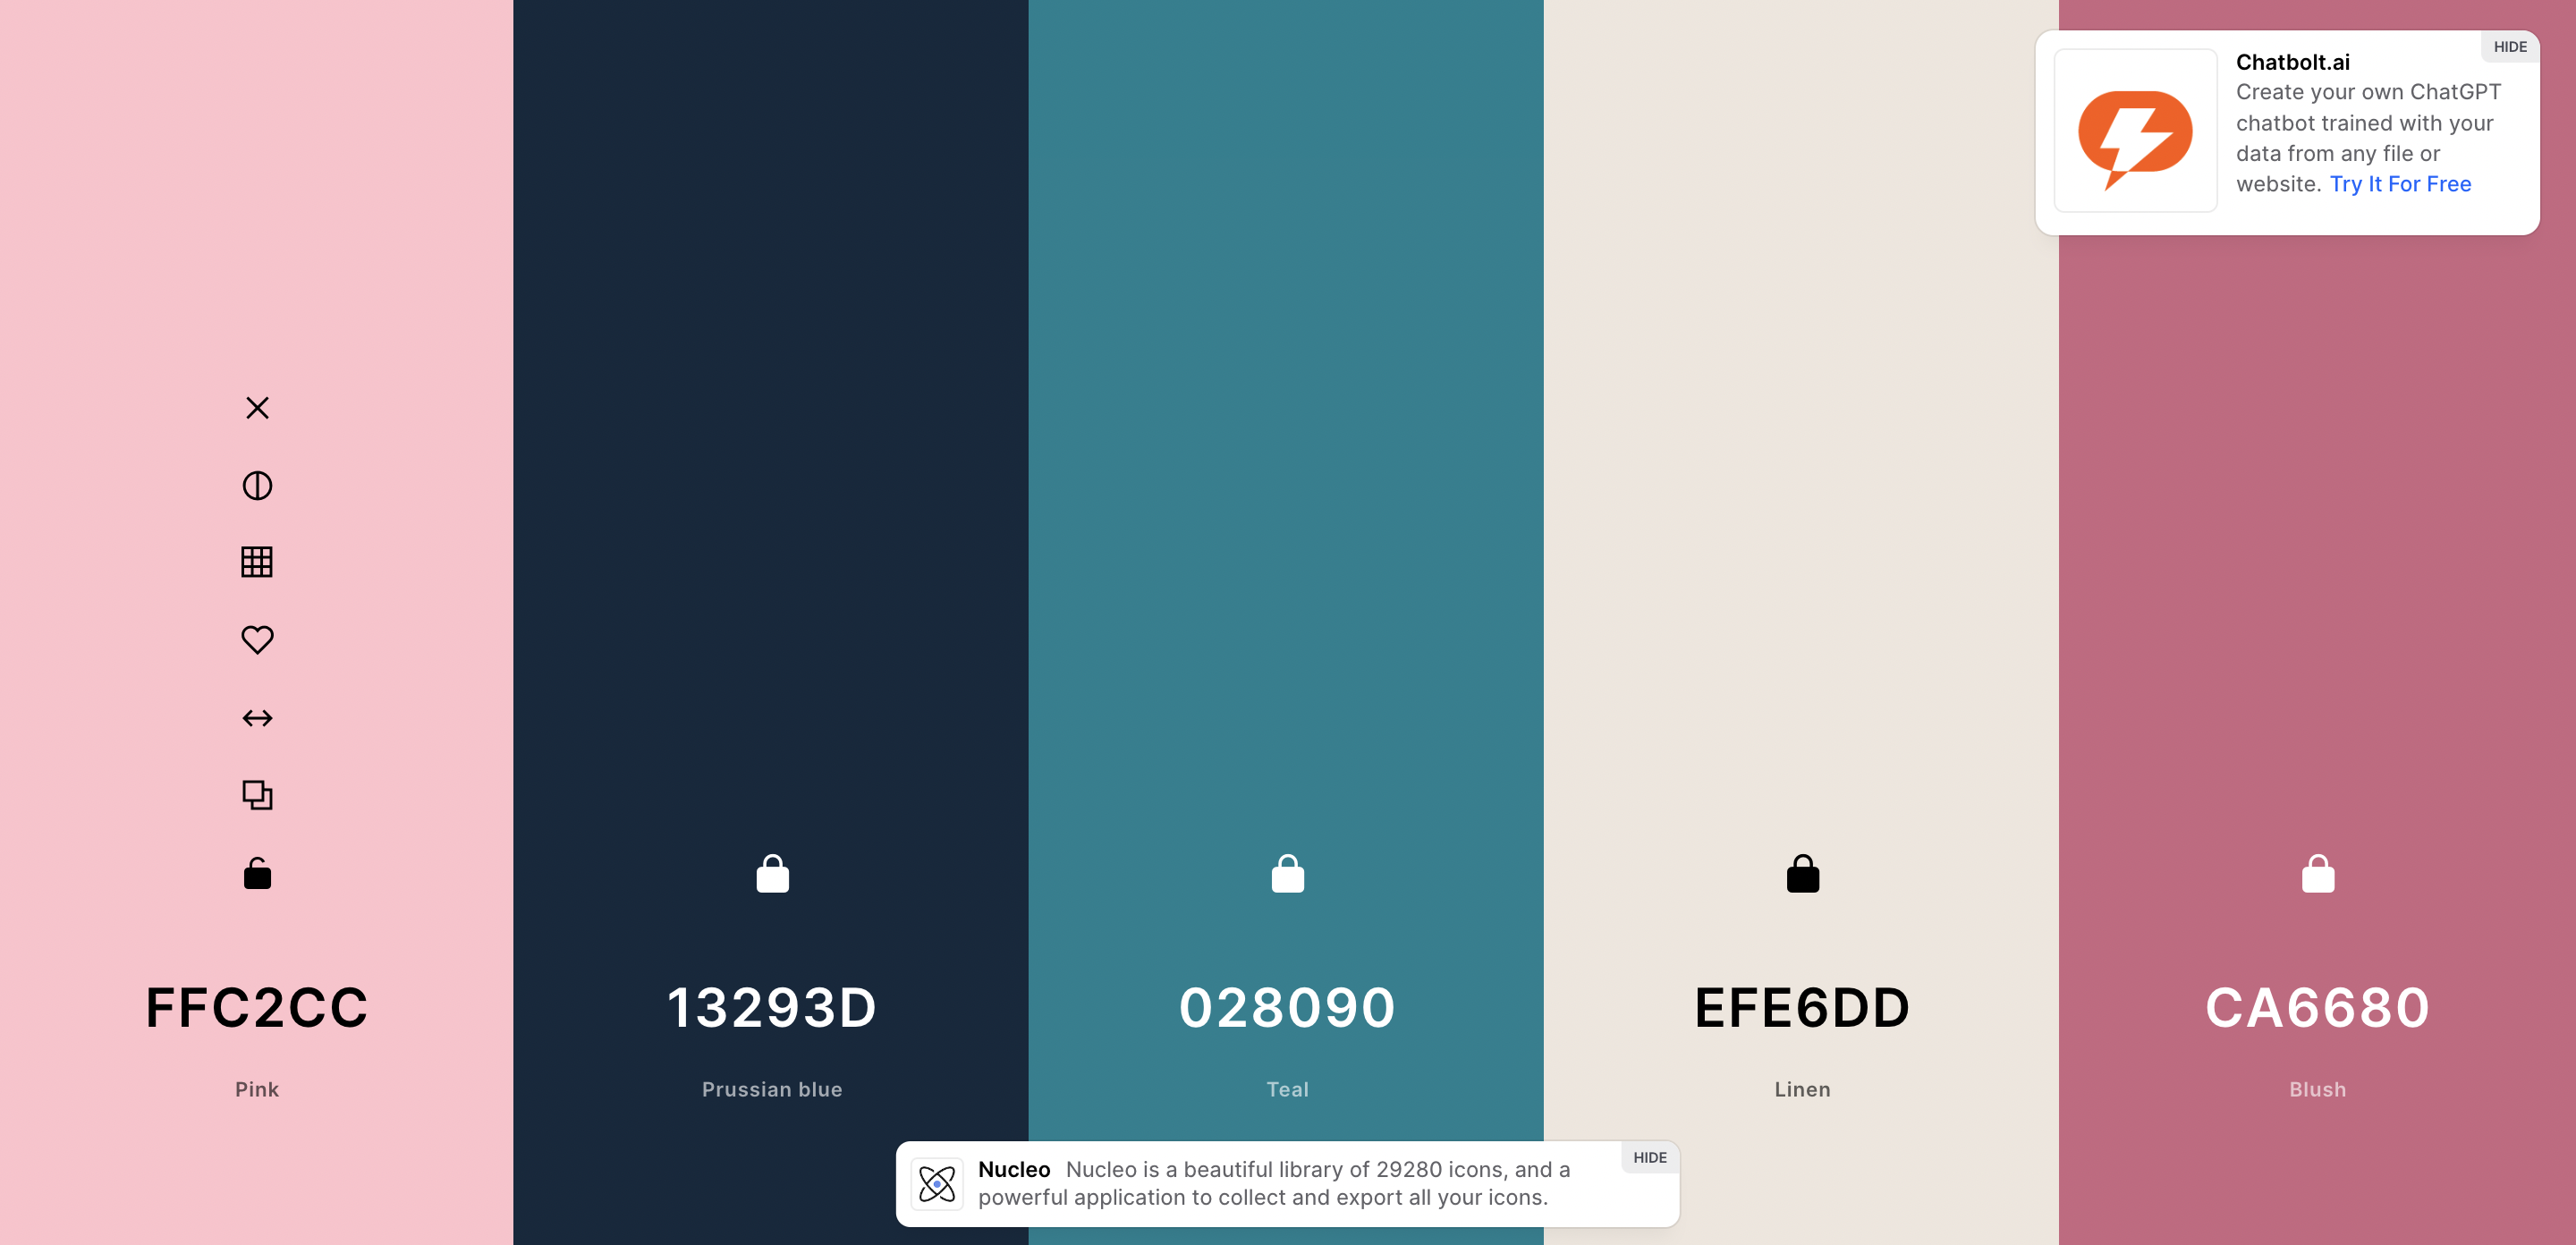 HIDE
Chatbolt.ai
Create your own ChatGPT
chatbot trained with your
data from any file or
website. Try It For Free
FFC2CC
Pink
13293D
Prussian blue
028090
Teal
EFE6DD
Linen
CA6680
Blush
HIDE
Nucleo Nucleo is a beautiful library of 29280 icons, and a
powerful application to collect and export all your icons.